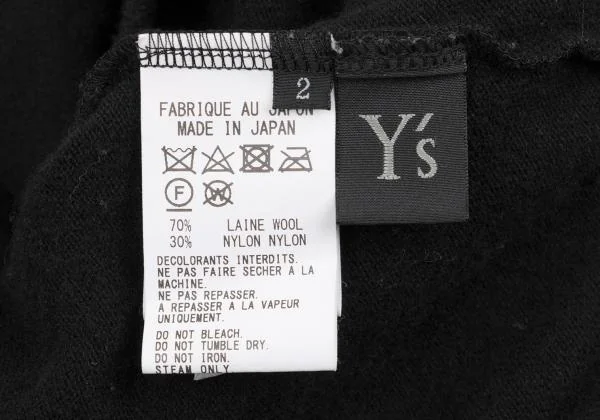 2
FABRIQUE AU JAPON
MADE IN JAPAN
F
W
70% LAINE WOOL
30% NYLON NYLON
DECOLORANTS INTERDITS.
NE PAS FAIRE SECHER A LA
MACHINE.
NE PAS REPASSER.
A REPASSER A LA VAPEUR
UNIQUEMENT.
DO NOT BLEACH.
DO NOT TUMBLE DRY.
DO NOT IRON.
STEAM ONLY.
Y's